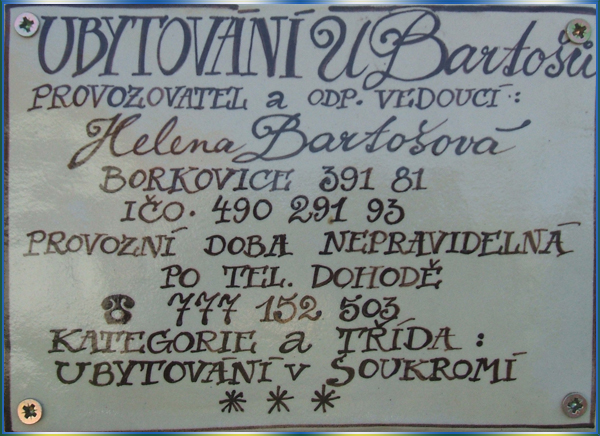 UBYTOVÁNÍ U Bartošů
PROVOZOVATEL a ODP. VEDOUCÍ:
Helena Bartošová
BORKOVICE 391 81
IČO. 490 291 93
PROVOZNÍ DOBA NEPRAVIDELNÁ
PO TEL. DOHODĚ
☎ 777 152 503
KATEGORIE a TŘÍDA :
UBYTOVÁNÍ V ŠOUKROMÍ
* * *